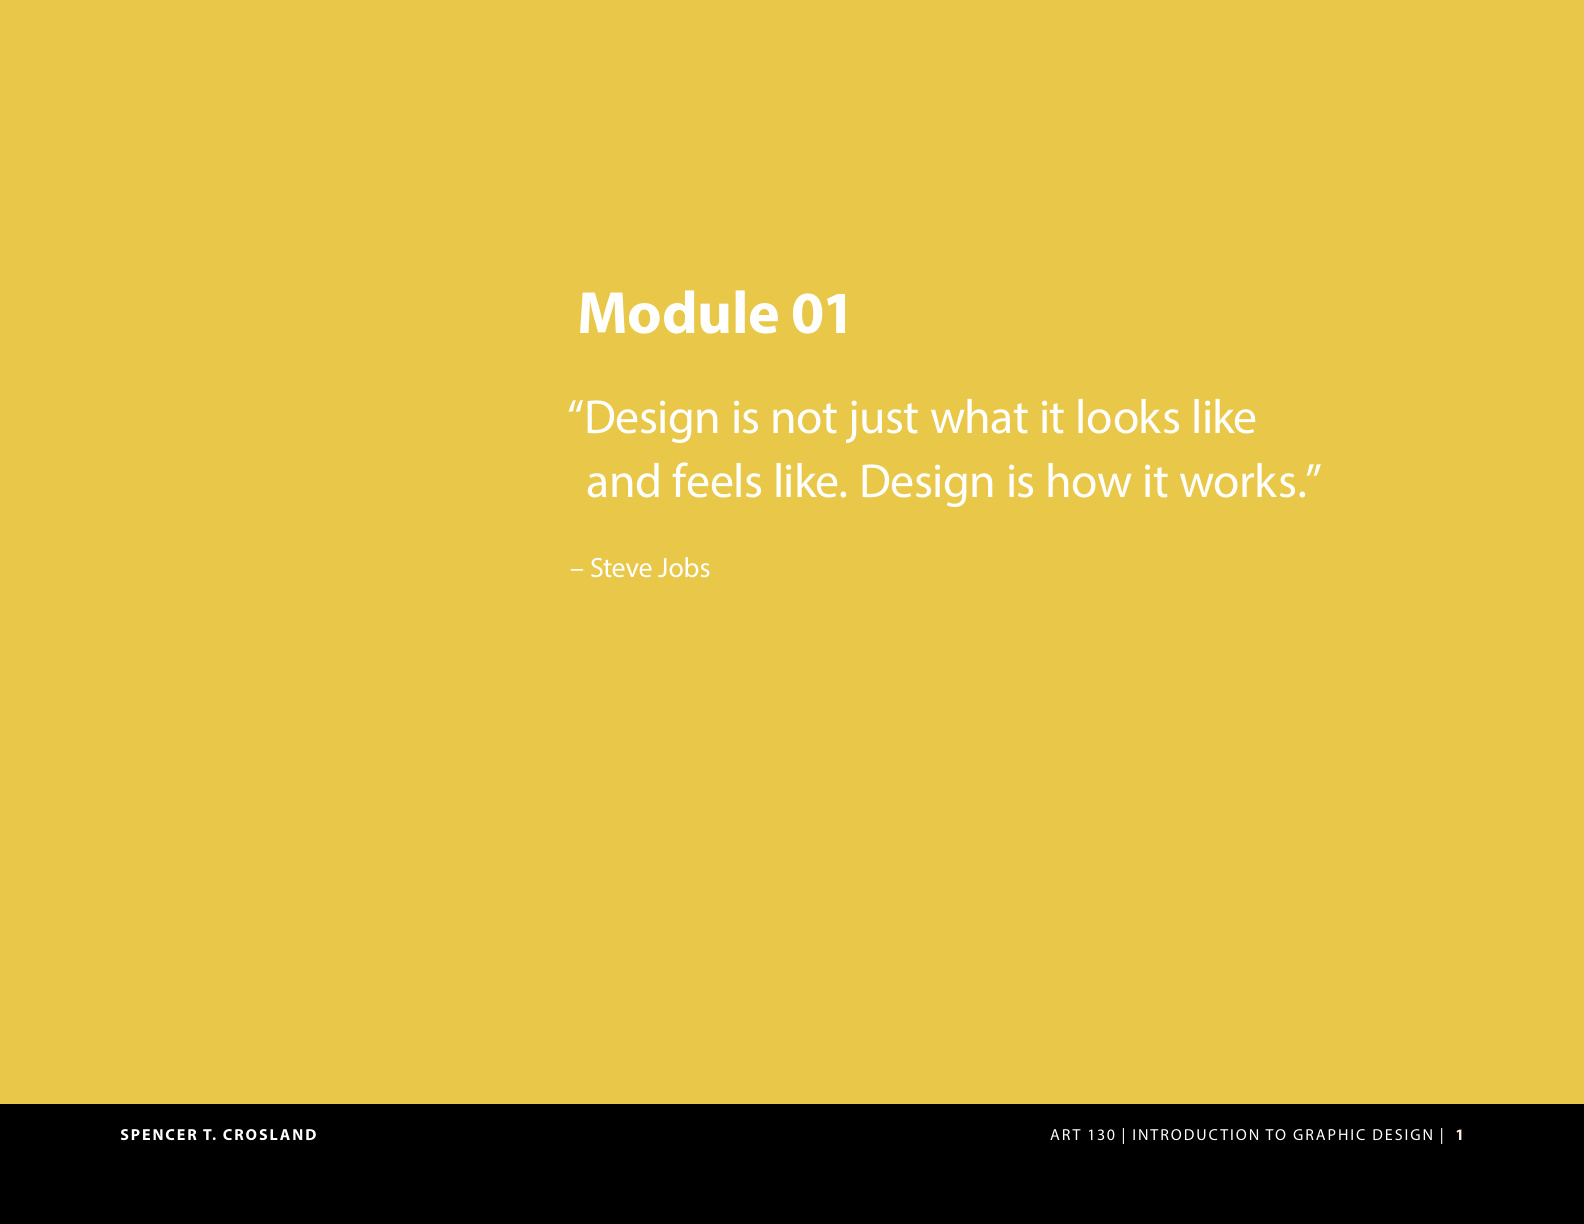 Module 01
“Design is not just what it looks like
and feels like. Design is how it works.”
– Steve Jobs
SPENCER T. CROSLAND
ART 130 | INTRODUCTION TO GRAPHIC DESIGN | 1